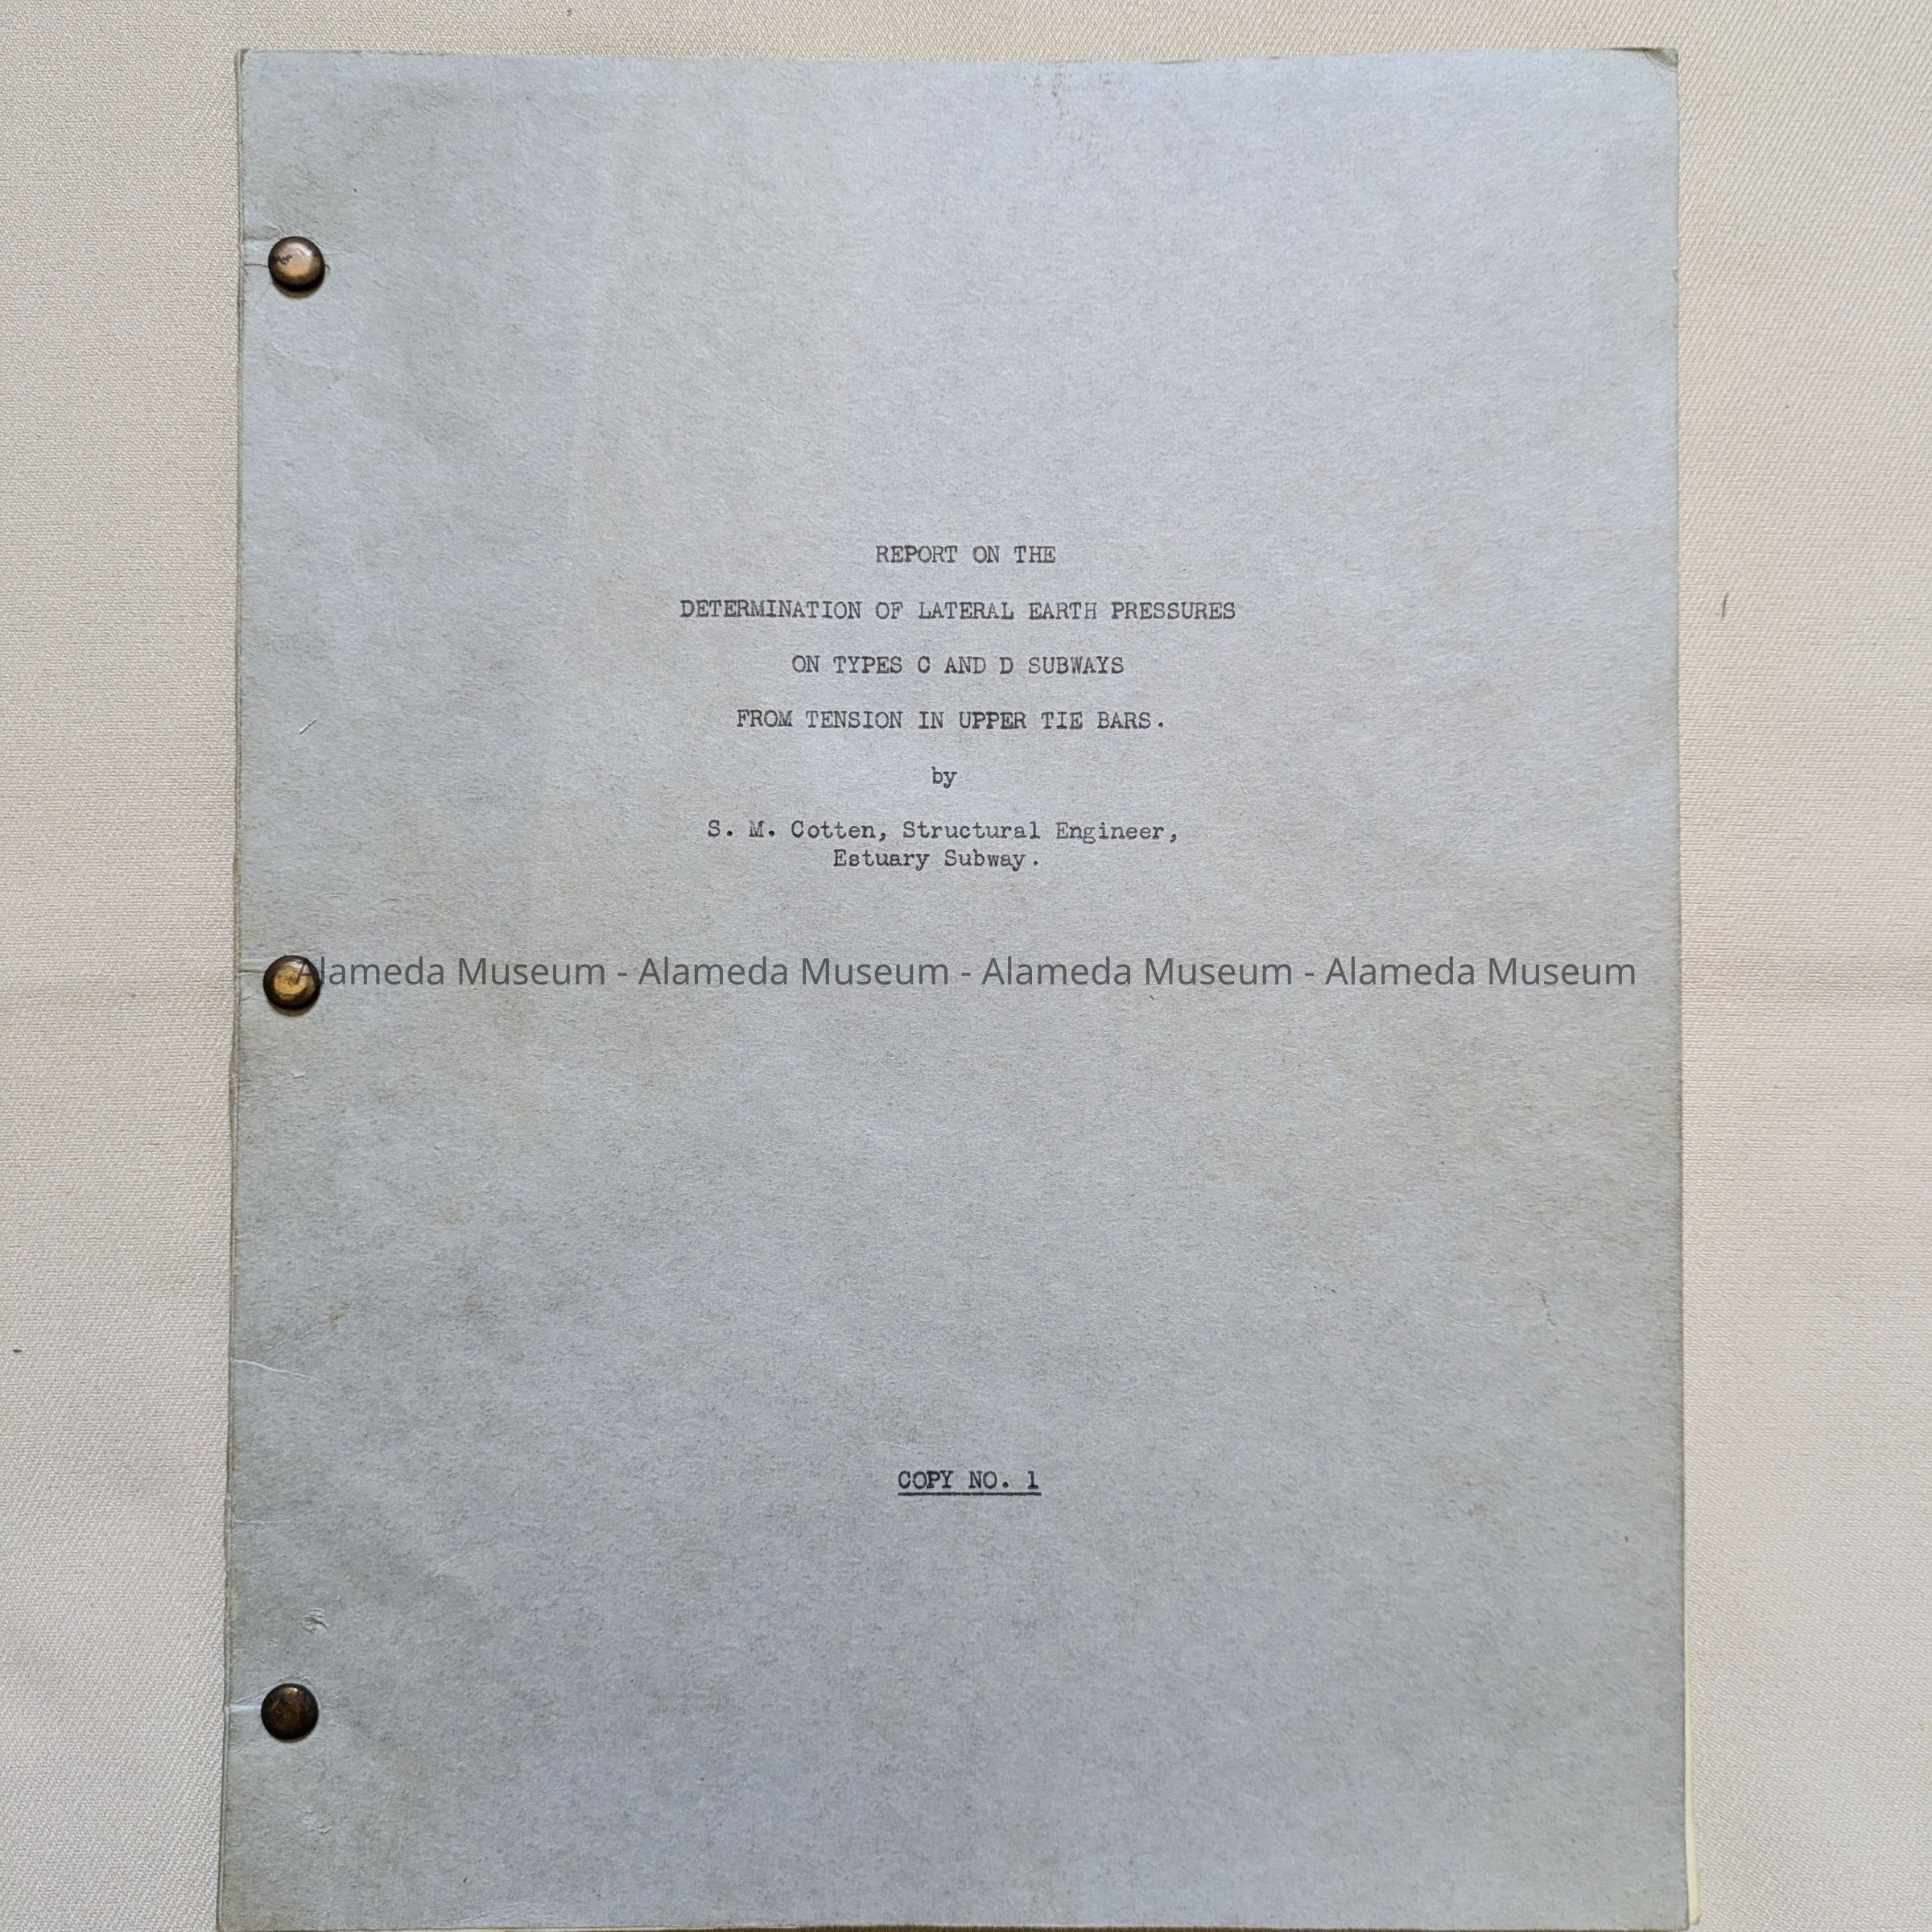 REPORT ON THE
DETERMINATION OF LATERAL EARTH PRESSURES
ON TYPES C AND D SUBWAYS
FROM TENSION IN UPPER TIE BARS.
by
S. M. Cotten, Structural Engineer,
Estuary Subway.
Alameda Museum - Alameda Museum - Alameda Museum - Alameda Museum
COPY NO. 1